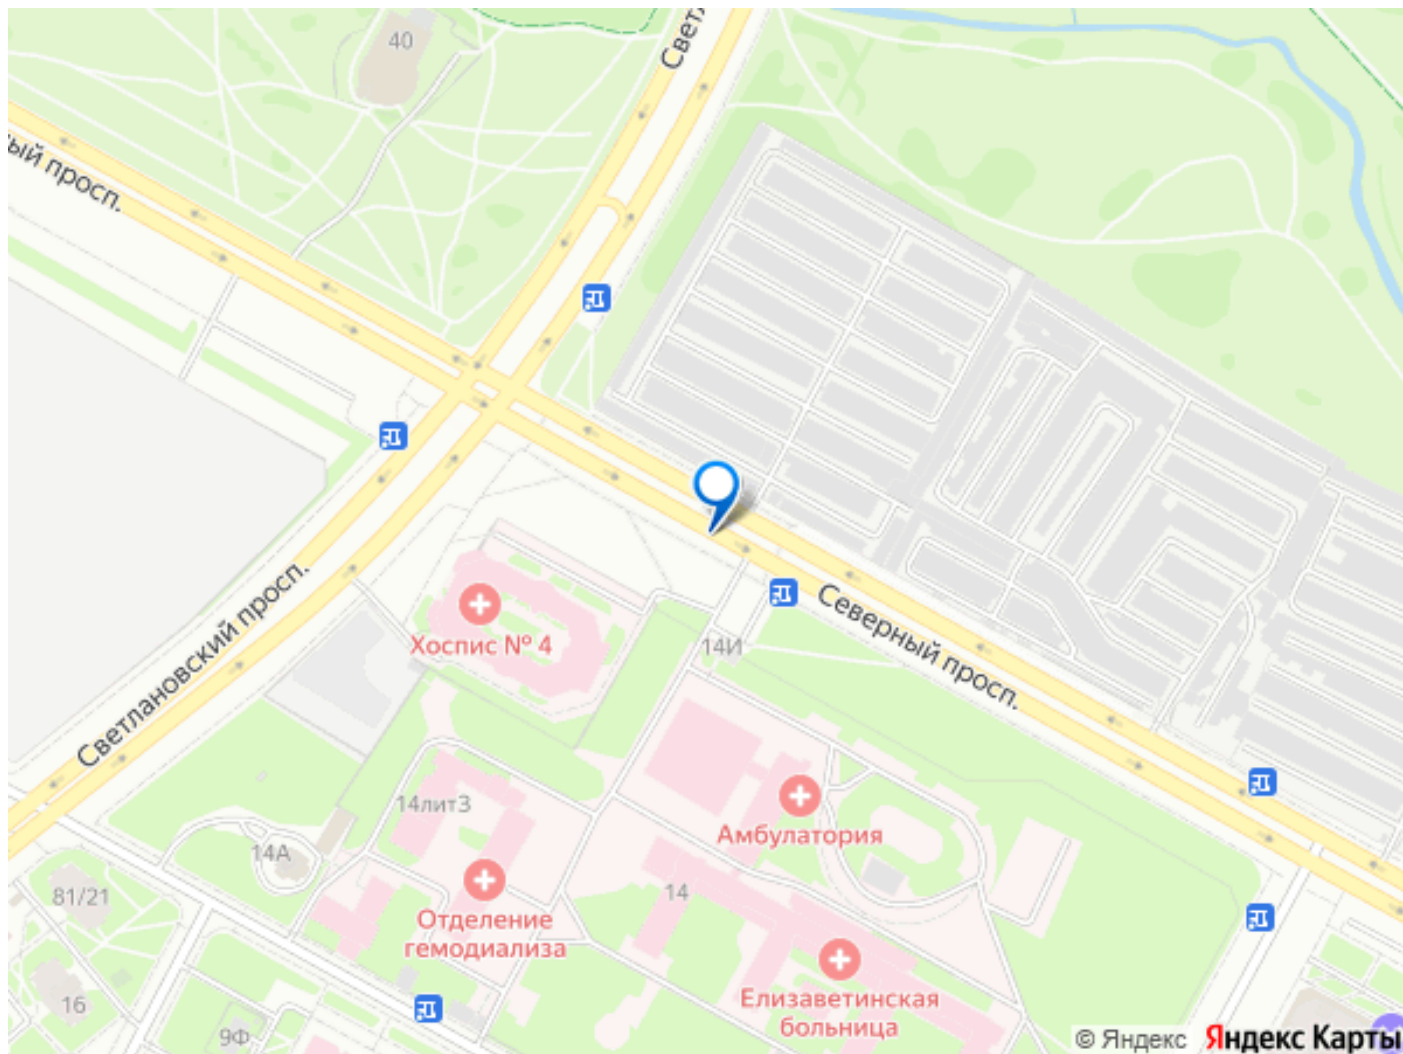 40
Свет
ый просп.
Светлановский просп.
Хоспис № 4
14И
Северный просп.
14лит3
Амбулатория
14А
81/21
Отделение
гемодиализа
14
16
Елизаветинская
больница
9Ф
© Яндекс Яндекс Карты